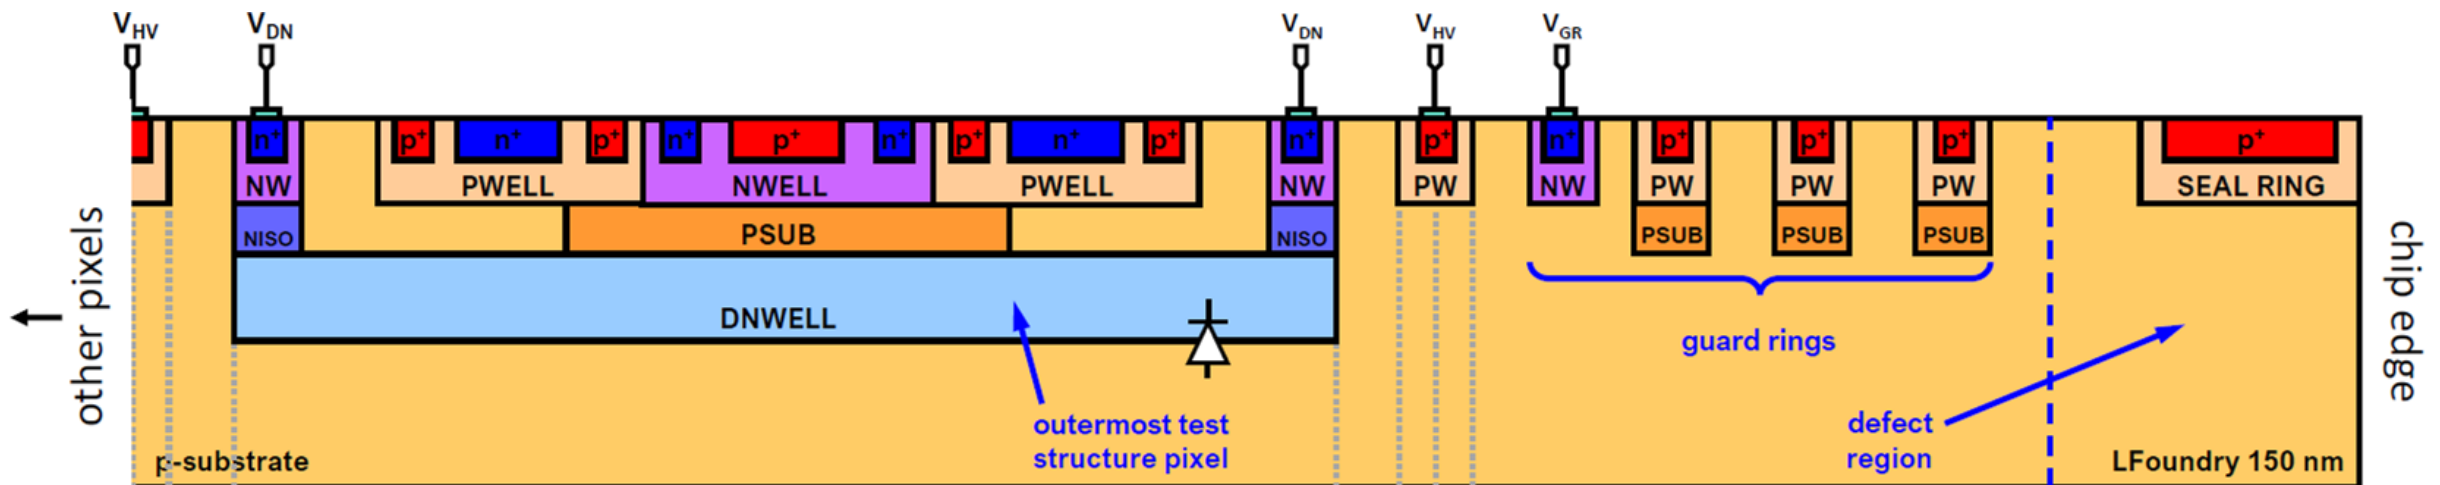 V_HV
V_DN
V_DN
V_HV
V_GR
n⁺
p⁺
n⁺
p⁺
n⁺
p⁺
n⁺
p⁺
n⁺
p⁺
n⁺
p⁺
n⁺
p⁺
p⁺
p⁺
p⁺
NW
PWELL
NWELL
PWELL
NW
PW
NW
PW
PW
PW
SEAL RING
NISO
PSUB
NISO
PSUB
PSUB
PSUB
DNWELL
other pixels
guard rings
chip edge
outermost test
structure pixel
defect
region
p-substrate
LFoundry 150 nm